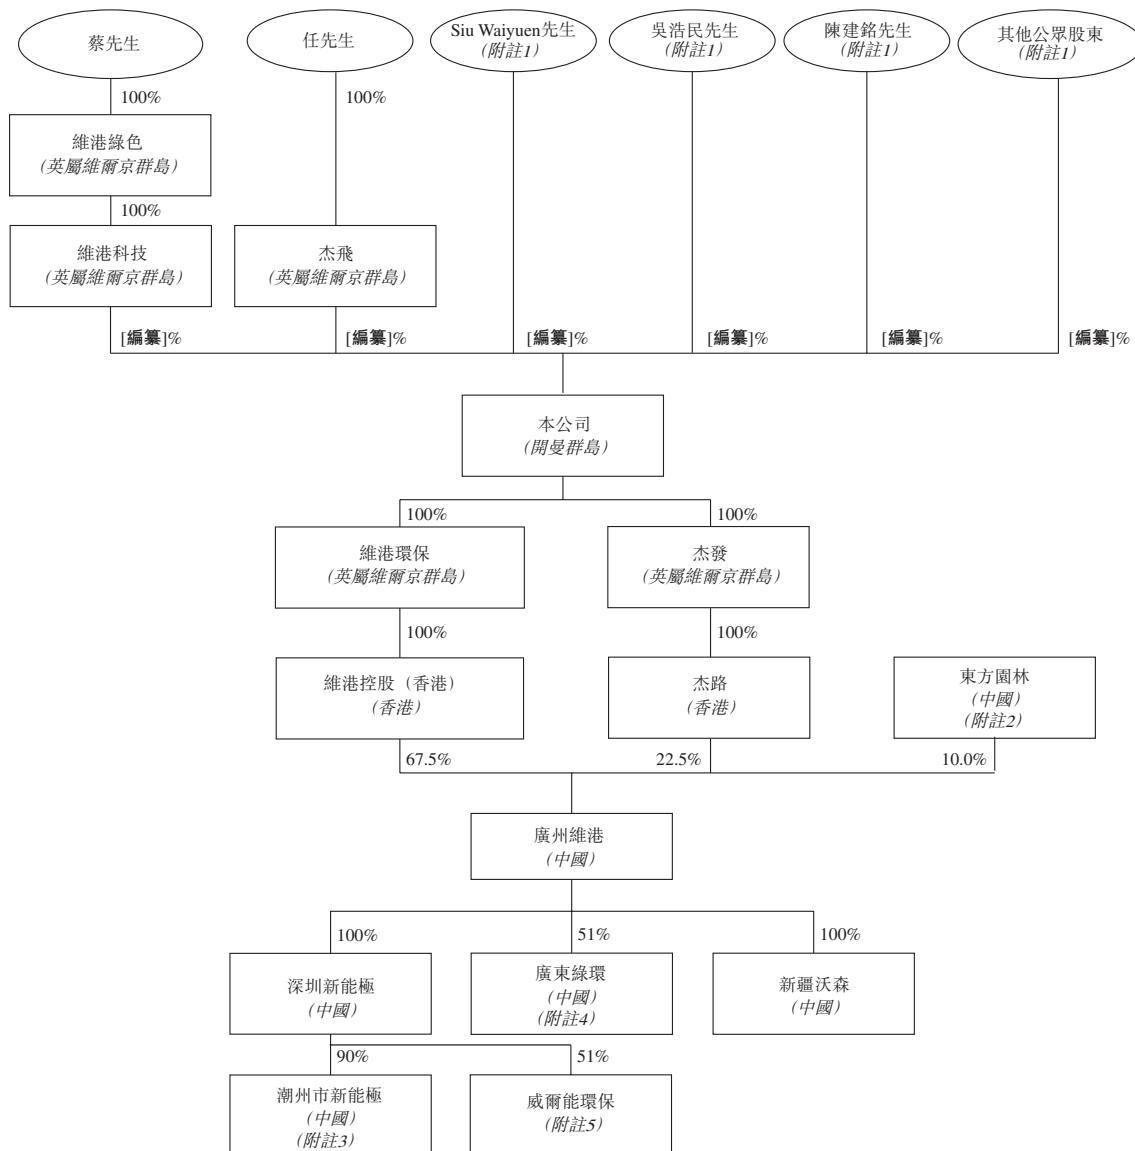 蔡先生
任先生
Siu Waiyuen先生
(附註1)
吳浩民先生
(附註1)
陳建銘先生
(附註1)
其他公眾股東
(附註1)
100%
100%
維港綠色
(英屬維爾京群島)
100%
維港科技
(英屬維爾京群島)
杰飛
(英屬維爾京群島)
[編纂]%
[編纂]%
[編纂]%
[編纂]%
[編纂]%
[編纂]%
本公司
(開曼群島)
100%
100%
維港環保
(英屬維爾京群島)
杰發
(英屬維爾京群島)
100%
100%
維港控股（香港）
(香港)
杰路
(香港)
東方園林
(中國)
(附註2)
67.5%
22.5%
10.0%
廣州維港
(中國)
100%
51%
100%
深圳新能極
(中國)
廣東綠環
(中國)
(附註4)
新疆沃森
(中國)
90%
51%
潮州市新能極
(中國)
(附註3)
威爾能環保
(附註5)